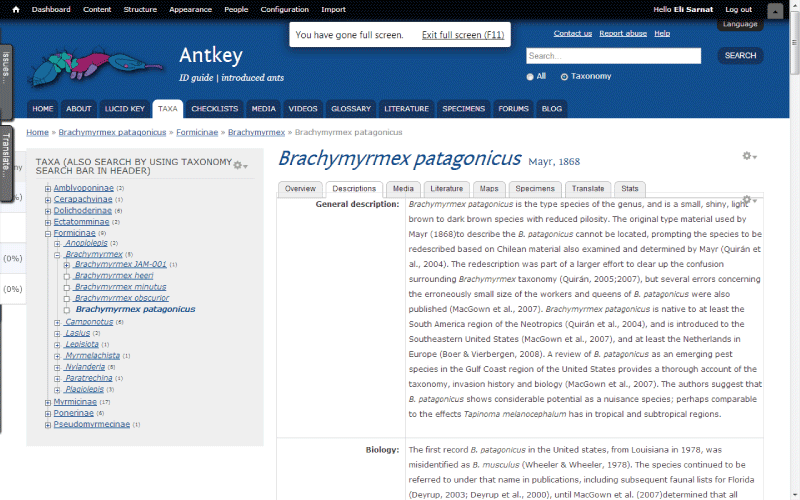 Dashboard Content Structure Appearance People Configuration Import Hello Eli Sarnat Log out
You have gone full screen. Exit full screen (F11)
Language
Contact us Report abuse Help
Antkey
ID guide | introduced ants
Search... SEARCH
All Taxonomy
Issues...
Translate...
HOME ABOUT LUCID KEY TAXA CHECKLISTS MEDIA VIDEOS GLOSSARY LITERATURE SPECIMENS FORUMS BLOG
Home » Brachymyrmex patagonicus » Formicinae » Brachymyrmex » Brachymyrmex patagonicus
TAXA (ALSO SEARCH BY USING TAXONOMY
SEARCH BAR IN HEADER)
Amblyoponinae (2)
Cerapachyinae (1)
Dolichoderinae (6)
Ectatomminae (2)
Formicinae (9)
Anoplolepis (2)
Brachymyrmex (5)
Brachymyrmex JAM-001 (1)
Brachymyrmex heeri
Brachymyrmex minutus
Brachymyrmex obscurior
Brachymyrmex patagonicus
Camponotus (6)
Lasius (2)
Lepisiota (1)
Myrmelachista (1)
Nylanderia (8)
Paratrechina (1)
Plagiolepis (3)
Myrmicinae (17)
Ponerinae (6)
Pseudomyrmecinae (1)
(0%)
(0%)
Brachymyrmex patagonicus Mayr, 1868
Overview Descriptions Media Literature Maps Specimens Translate Stats
General description: Brachymyrmex patagonicus is the type species of the genus, and is a small, shiny, light
brown to dark brown species with reduced pilosity. The original type material used by
Mayr (1868)to describe the B. patagonicus cannot be located, prompting the species to be
redescribed based on Chilean material also examined and determined by Mayr (Quirán et
al., 2004). The redescription was part of a larger effort to clear up the confusion
surrounding Brachymyrmex taxonomy (Quirán, 2005;2007), but several errors concerning
the erroneously small size of the workers and queens of B. patagonicus were also
published (MacGown et al., 2007). Brachymyrmex patagonicus is native to at least the
South America region of the Neotropics (Quirán et al., 2004), and is introduced to the
Southeastern United States (MacGown et al., 2007), and at least the Netherlands in
Europe (Boer & Vierbergen, 2008). A review of B. patagonicus as an emerging pest
species in the Gulf Coast region of the United States provides a thorough account of the
taxonomy, invasion history and biology (MacGown et al., 2007). The authors suggest that
B. patagonicus shows considerable potential as a nuisance species; perhaps comparable
to the effects Tapinoma melanocephalum has in tropical and subtropical regions.
Biology: The first record B. patagonicus in the United states, from Louisiana in 1978, was
misidentified as B. musculus (Wheeler & Wheeler, 1978). The species continued to be
referred to under that name in publications, including subsequent faunal lists for Florida
(Deyrup, 2003; Deyrup et al., 2000), until MacGown et al. (2007)determined that all